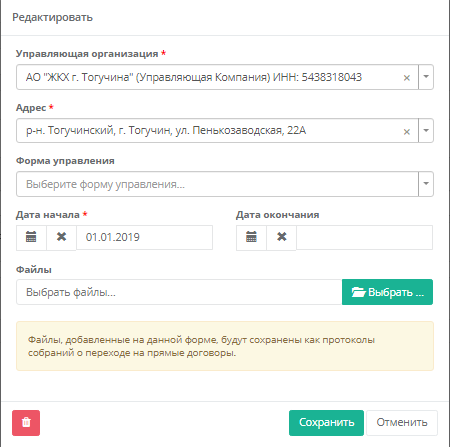 Редактировать
Управляющая организация *
АО "ЖКХ г. Тогучина" (Управляющая Компания) ИНН: 5438318043
Адрес *
р-н. Тогучинский, г. Тогучин, ул. Пенькозаводская, 22А
Форма управления
Выберите форму управления...
Дата начала * Дата окончания
01.01.2019
Файлы
Выбрать файлы... Выбрать ...
Файлы, добавленные на данной форме, будут сохранены как протоколы
собраний о переходе на прямые договоры.
Сохранить Отменить